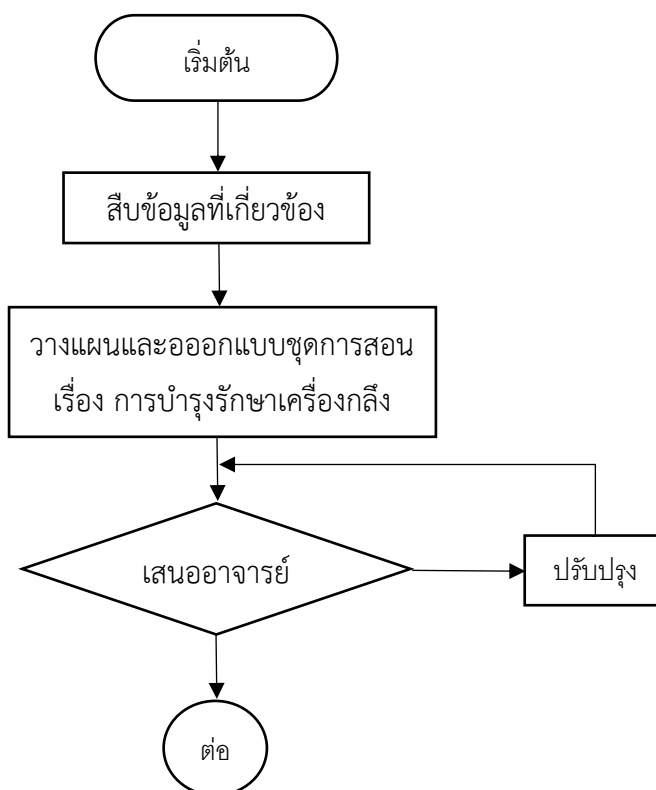 เริ่มต้น
สืบข้อมูลที่เกี่ยวข้อง
วางแผนและอออกแบบชุดการสอน
เรื่อง การบำรุงรักษาเครื่องกลึง
เสนออาจารย์
ปรับปรุง
ต่อ